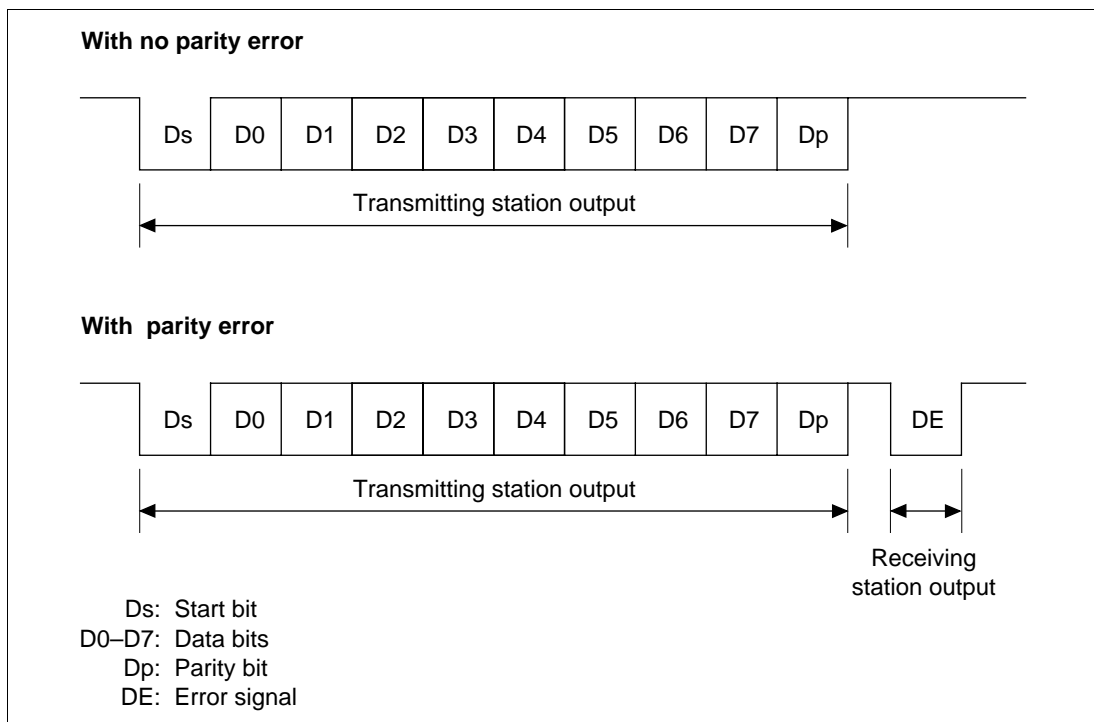 With no parity error
Ds D0 D1 D2 D3 D4 D5 D6 D7 Dp
Transmitting station output
With parity error
Ds D0 D1 D2 D3 D4 D5 D6 D7 Dp DE
Transmitting station output
Receiving
station output
Ds: Start bit
D0–D7: Data bits
Dp: Parity bit
DE: Error signal